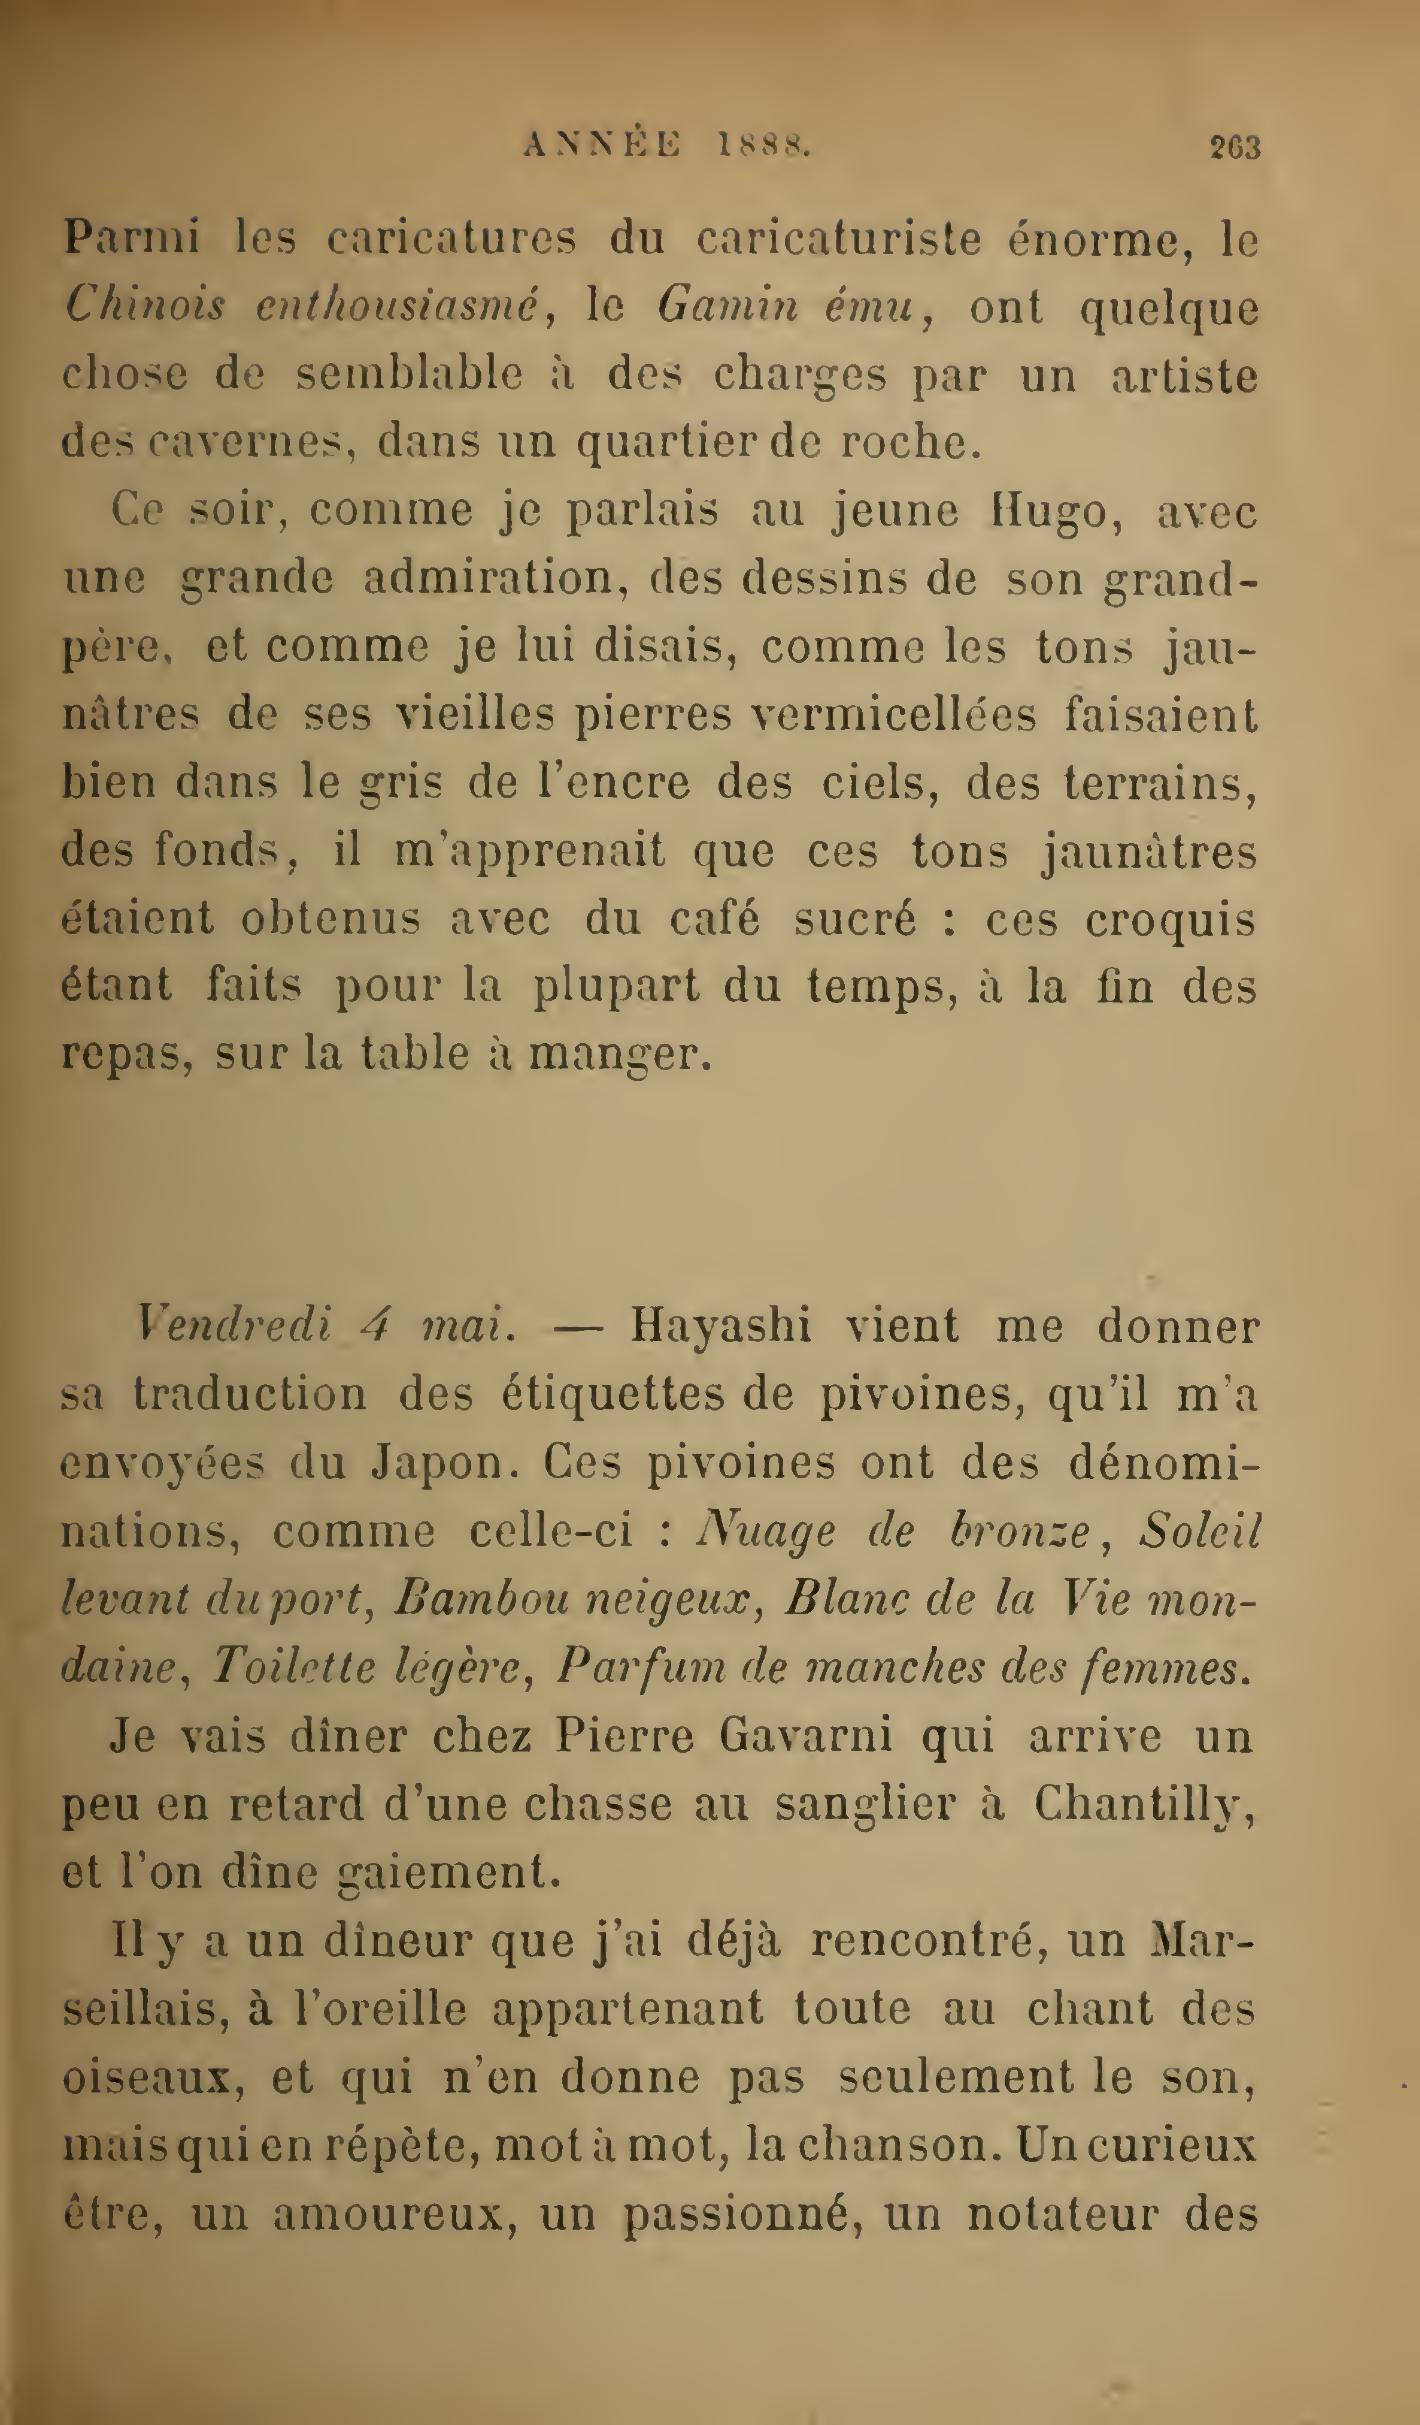 ANNÉE 1888. 263
Parmi les caricatures du caricaturiste énorme, le
Chinois enthousiasmé, le Gamin ému, ont quelque
chose de semblable à des charges par un artiste
des cavernes, dans un quartier de roche.
Ce soir, comme je parlais au jeune Hugo, avec
une grande admiration, des dessins de son grand-
père, et comme je lui disais, comme les tons jau-
nâtres de ses vieilles pierres vermicellées faisaient
bien dans le gris de l'encre des ciels, des terrains,
des fonds, il m'apprenait que ces tons jaunâtres
étaient obtenus avec du café sucré : ces croquis
étant faits pour la plupart du temps, à la fin des
repas, sur la table à manger.
Vendredi 4 mai. — Hayashi vient me donner
sa traduction des étiquettes de pivoines, qu'il m'a
envoyées du Japon. Ces pivoines ont des dénomi-
nations, comme celle-ci : Nuage de bronze, Soleil
levant du port, Bambou neigeux, Blanc de la Vie mon-
daine, Toilette légère, Parfum de manches des femmes.
Je vais dîner chez Pierre Gavarni qui arrive un
peu en retard d'une chasse au sanglier à Chantilly,
et l'on dîne gaiement.
Il y a un dîneur que j'ai déjà rencontré, un Mar-
seillais, à l'oreille appartenant toute au chant des
oiseaux, et qui n'en donne pas seulement le son,
mais qui en répète, mot à mot, la chanson. Un curieux
être, un amoureux, un passionné, un notateur des